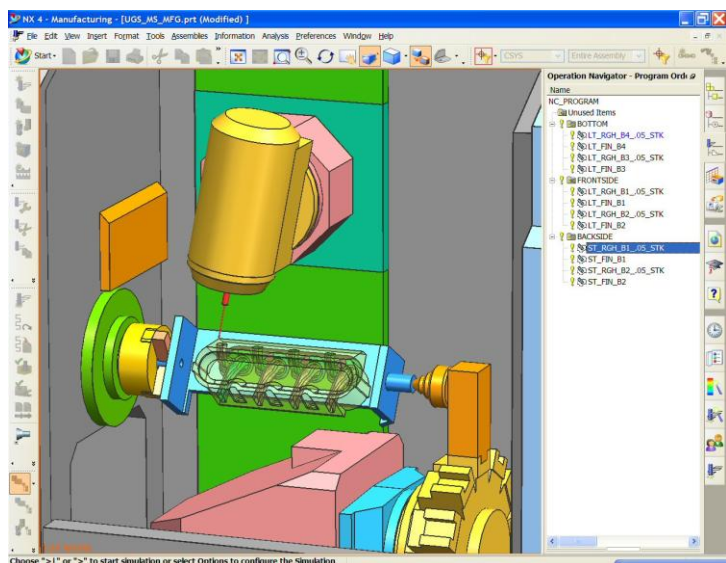 NX 4 - Manufacturing - [UGS_MS_MFG.prt (Modified) ]
File Edit View Insert Format Tools Assemblies Information Analysis Preferences Window Help
Start CSYS Entire Assembly
Operation Navigator - Program Orde
Name
NC_PROGRAM
Unused Items
BOTTOM
LT_RGH_B4_.05_STK
LT_FIN_B4
LT_RGH_B3_.05_STK
LT_FIN_B3
FRONTSIDE
LT_RGH_B1_.05_STK
LT_FIN_B1
LT_RGH_B2_.05_STK
LT_FIN_B2
BACKSIDE
ST_RGH_B1_.05_STK
ST_FIN_B1
ST_RGH_B2_.05_STK
ST_FIN_B2
Choose ">|" or ">" to start simulation or select Options to configure the Simulation